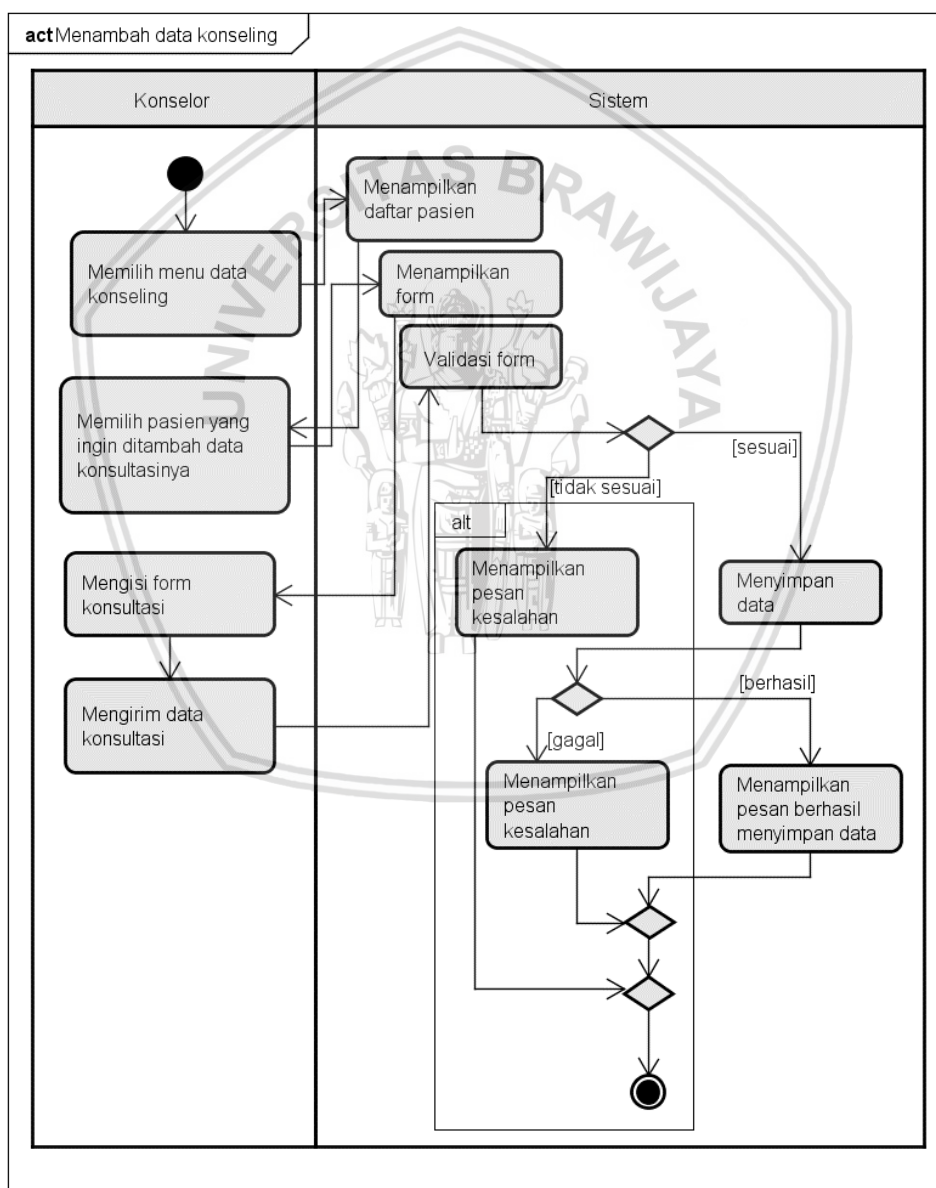 act Menambah data konseling
Konselor
Sistem
UNIVERSITAS BRAWIJAYA
Menampilkan
daftar pasien
Memilih menu data
konseling
Menampilkan
form
Validasi form
Memilih pasien yang
ingin ditambah data
konsultasinya
[sesuai]
[tidak sesuai]
alt
Mengisi form
konsultasi
Menampilkan
pesan
kesalahan
Menyimpan
data
Mengirim data
konsultasi
[berhasil]
[gagal]
Menampilkan
pesan
kesalahan
Menampilkan
pesan berhasil
menyimpan data